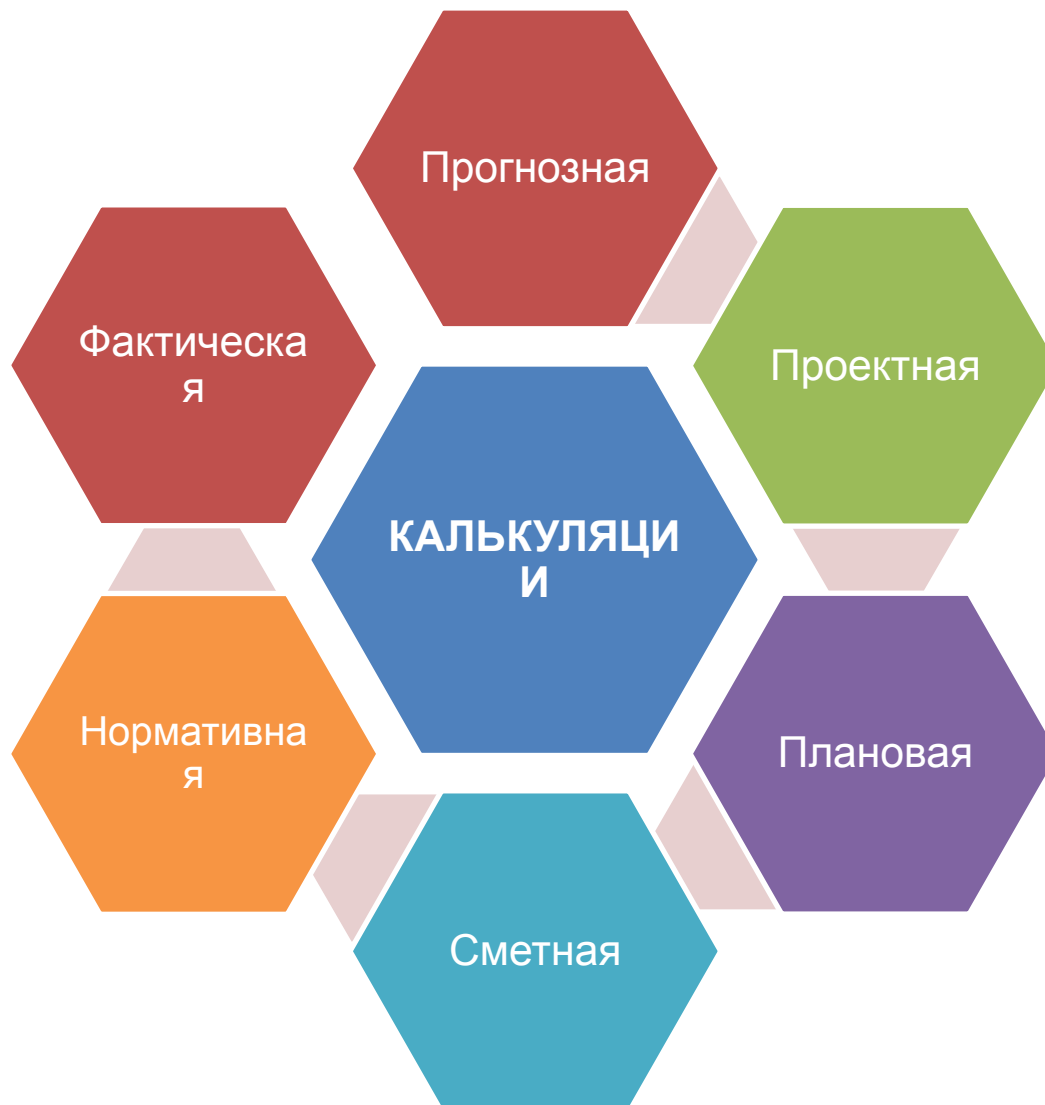 Прогнозная
Фактическа
я
Проектная
КАЛЬКУЛЯЦИ
И
Нормативна
я
Плановая
Сметная